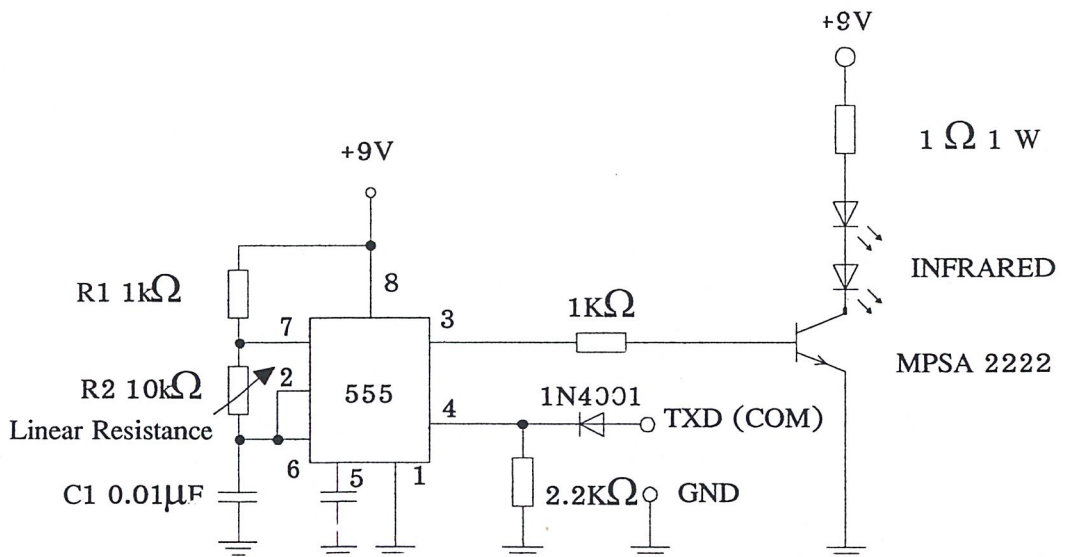 +9V
1 Ω 1 W
+9V
8
INFRARED
R1 1kΩ
1KΩ
3
7
MPSA 2222
2
R2 10kΩ
555
1N4001
4
TXD (COM)
Linear Resistance
6
5
1
C1 0.01µF
2.2KΩ
GND